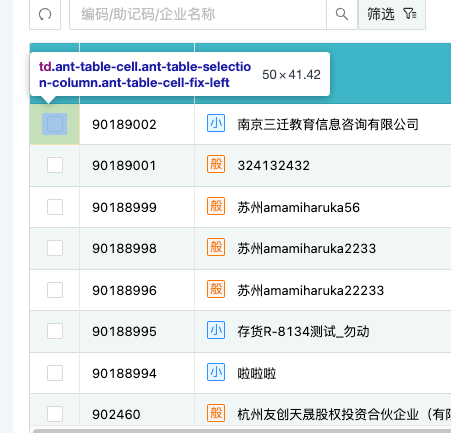 编码/助记码/企业名称
筛选
td.ant-table-cell.ant-table-selectio
n-column.ant-table-cell-fix-left
50×41.42
90189002 小 南京三迁教育信息咨询有限公司
90189001 般 324132432
90188999 般 苏州amamiharuka56
90188998 般 苏州amamiharuka2233
90188996 般 苏州amamiharuka22233
90188995 小 存货R-8134测试_勿动
90188994 小 啦啦啦
902460 般 杭州友创天晟股权投资合伙企业（有